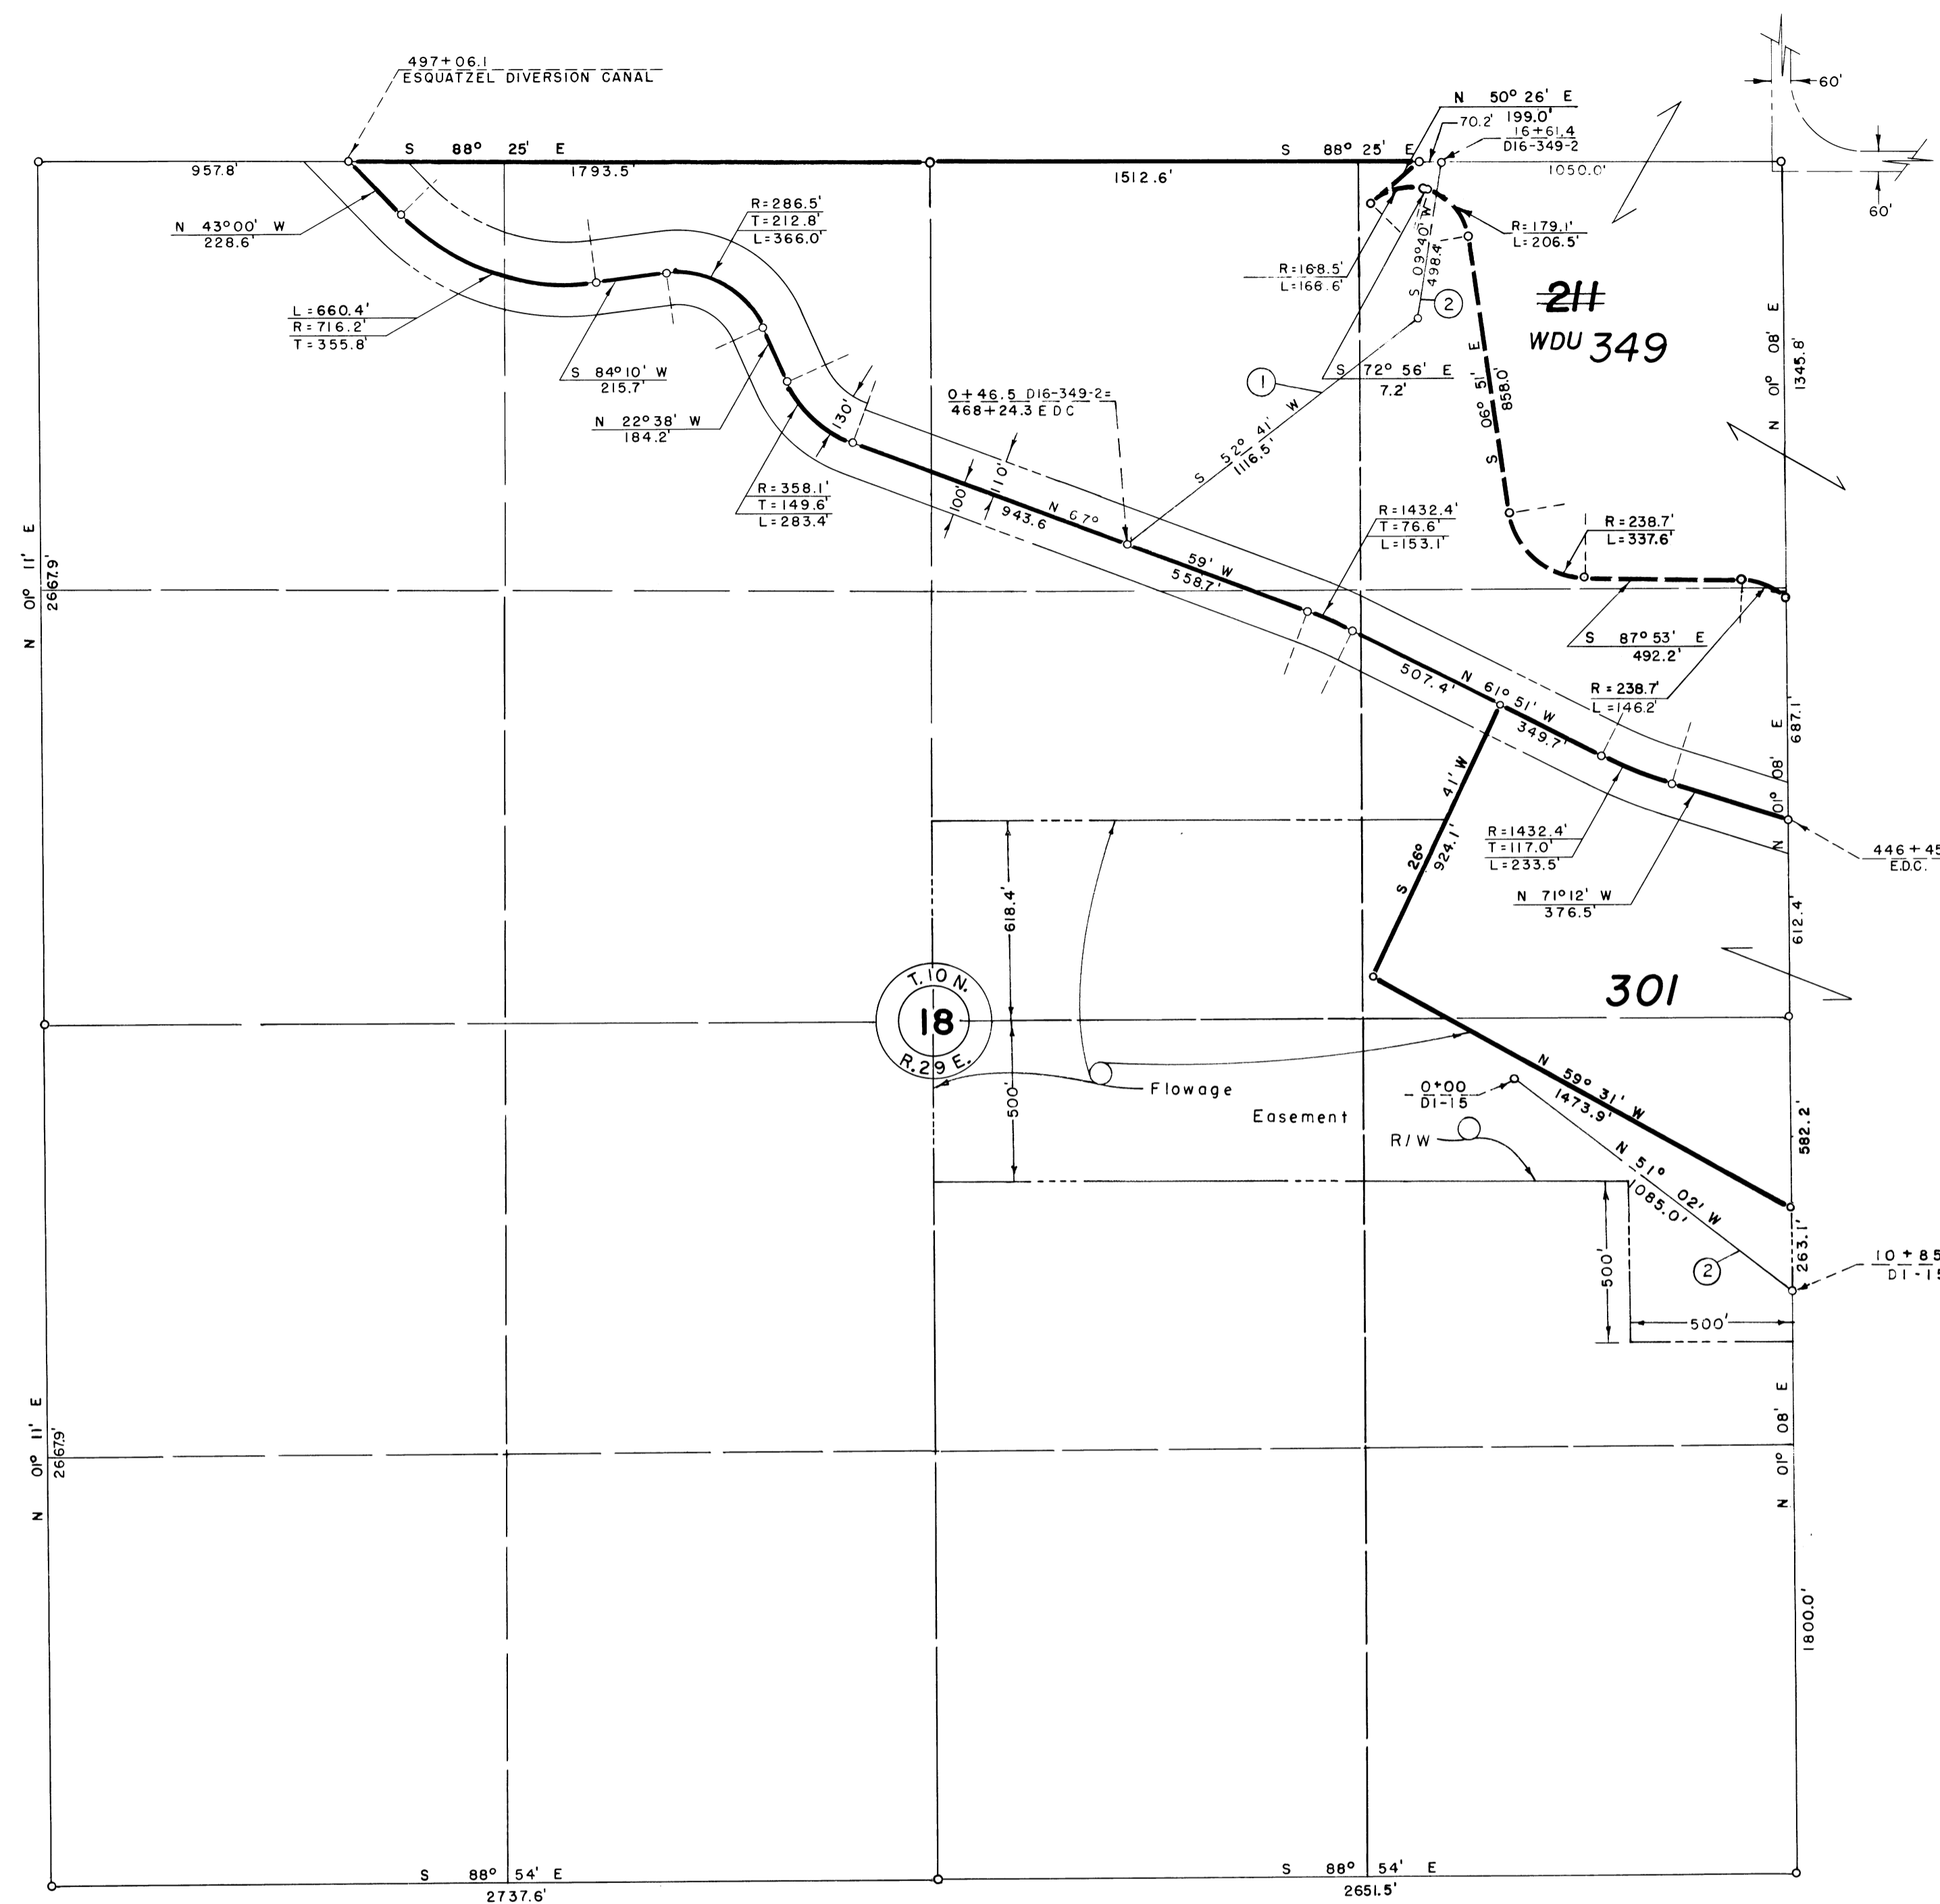 497+06.1
ESQUATZEL DIVERSION CANAL
60'
60'
N 50° 26' E
199.0'
70.2'
16+61.4
D16-349-2
S 88° 25' E
957.8'
1793.5'
S 88° 25' E
1512.6'
1050.0'
N 43°00' W
228.6'
R=286.5'
T=212.8'
L=366.0'
R=179.1'
L=206.5'
R=168.5'
L=166.6'
S 09°40' W
498.4
2
211
WDU 349
L=660.4'
R=716.2'
T=355.8'
S 84°10' W
215.7'
S 72° 56' E
7.2'
1
N 22°38' W
184.2'
130'
0+46.5 D16-349-2=
468+24.3 E D C
S 52° 41' W
1116.5'
S 06° 51' E
858.0'
N 01° 08' E
1345.8'
R=358.1'
T=149.6'
L=283.4'
100'
110'
N 67°
943.6
59' W
558.7'
R=1432.4'
T=76.6'
L=153.1'
R=238.7'
L=337.6'
N 01° 11' E
2667.9'
S 87° 53' E
492.2'
R=238.7'
L=146.2'
507.4'
N 61° 51' W
349.7'
N 01° 08' E
687.1'
S 26° 41' W
924.1'
R=1432.4'
T=117.0'
L=233.5'
N 71°12' W
376.5'
446+45
E.D.C.
612.4'
618.4'
T. 10 N.
18
R. 29 E.
301
500'
Flowage
Easement
R/W
0+00
D1-15
N 59° 31' W
1473.9'
N 51° 02' W
1085.0'
582.2'
263.1'
2
10+85
D1-15
500'
500'
N 01° 11' E
2667.9'
N 01° 08' E
1800.0'
S 88° 54' E
2737.6'
S 88° 54' E
2651.5'